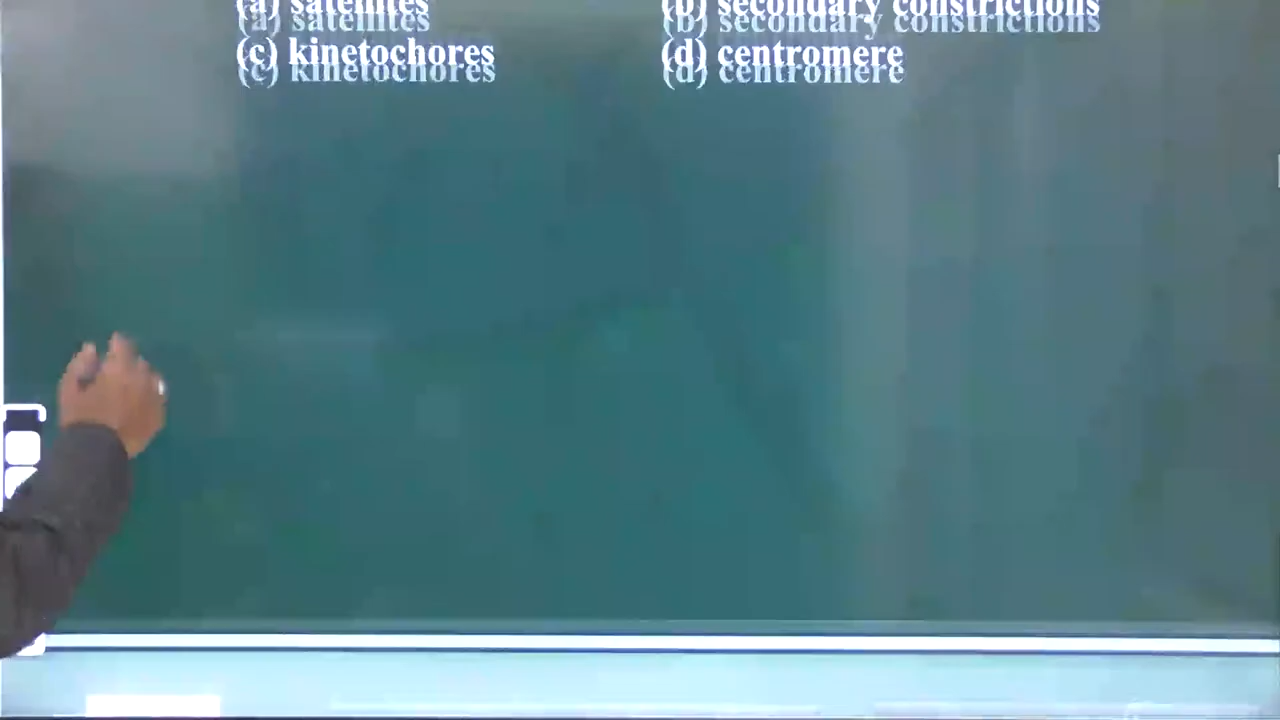 (a) satellites (b) secondary constrictions
(c) kinetochores (d) centromere